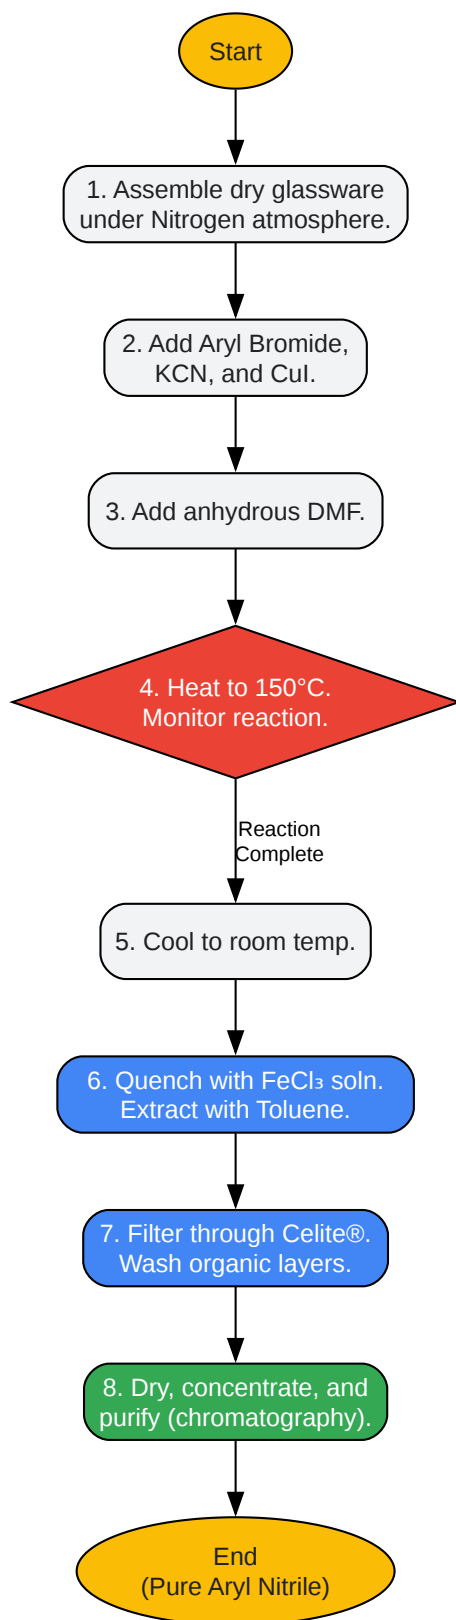 Start
1. Assemble dry glassware
under Nitrogen atmosphere.
2. Add Aryl Bromide,
KCN, and CuI.
3. Add anhydrous DMF.
4. Heat to 150°C.
Monitor reaction.
Reaction
Complete
5. Cool to room temp.
6. Quench with FeCl₃ soln.
Extract with Toluene.
7. Filter through Celite®.
Wash organic layers.
8. Dry, concentrate, and
purify (chromatography).
End
(Pure Aryl Nitrile)